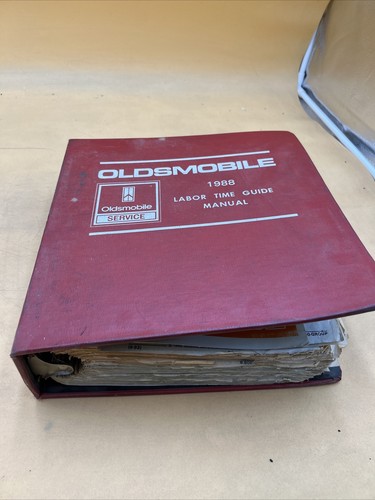 OLDSMOBILE
1988
LABOR TIME GUIDE
MANUAL
Oldsmobile
SERVICE